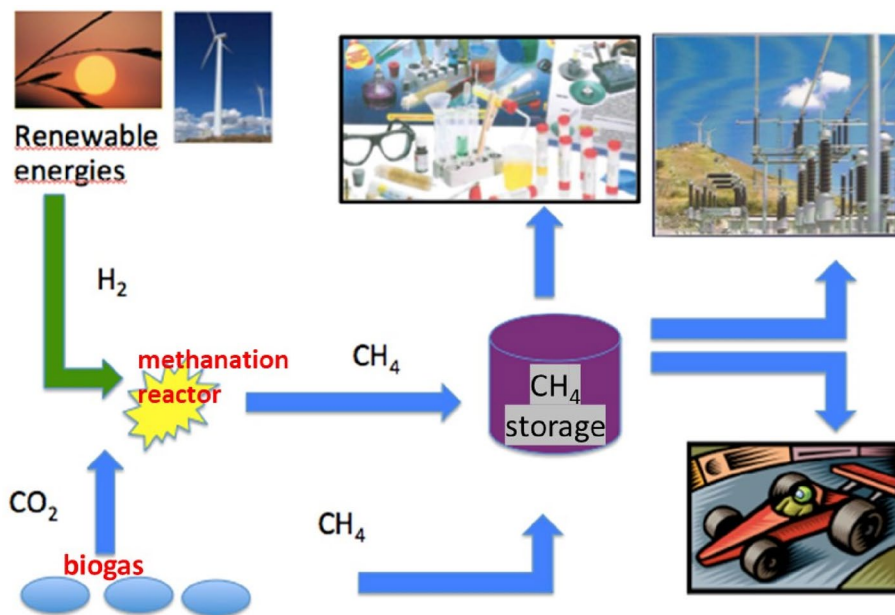 Renewable
energies
H₂
methanation
reactor
CH₄
CH₄
storage
CO₂
CH₄
biogas